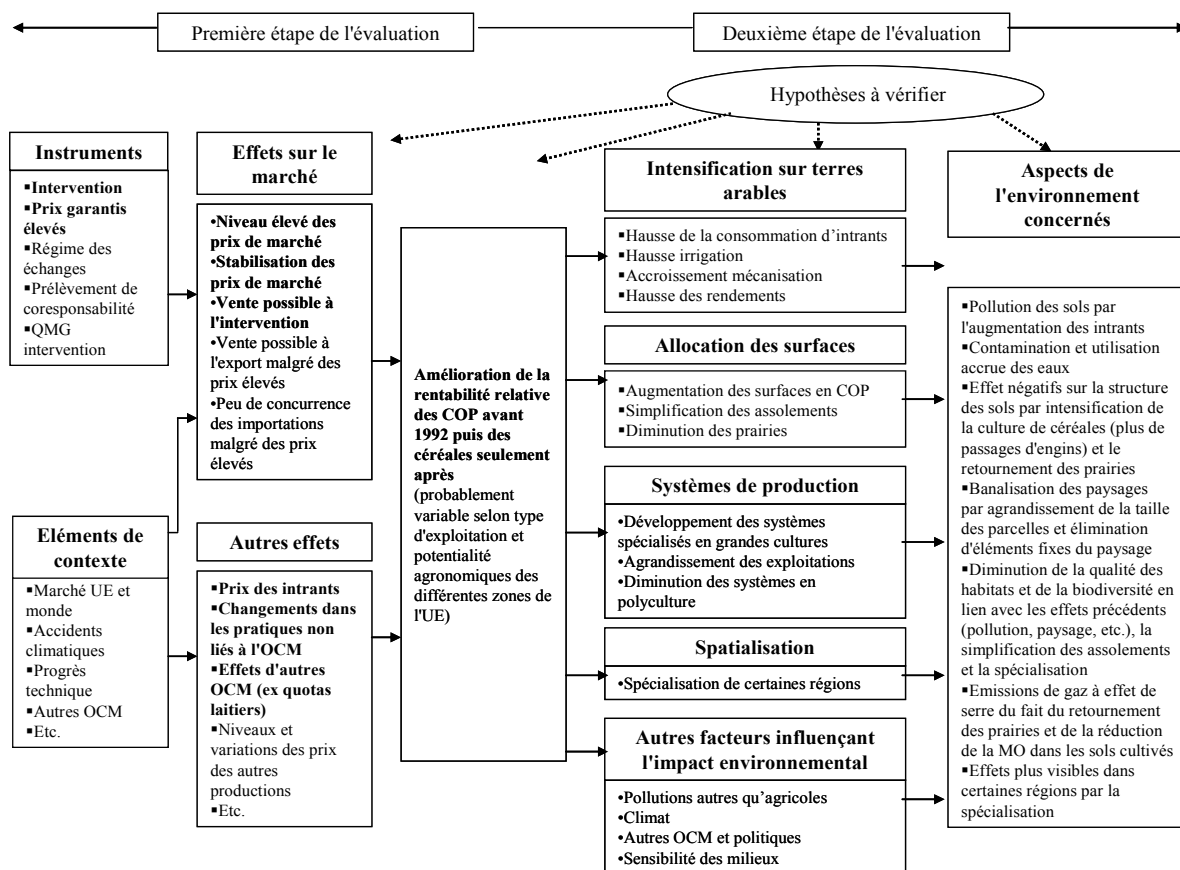 Première étape de l'évaluation
Deuxième étape de l'évaluation
Hypothèses à vérifier
Instruments
▪Intervention
▪Prix garantis
élevés
▪Régime des
échanges
▪Prélèvement de
coresponsabilité
▪QMG
intervention
Eléments de
contexte
▪Marché UE et
monde
▪Accidents
climatiques
▪Progrès
technique
▪Autres OCM
▪Etc.
Effets sur le
marché
•Niveau élevé des
prix de marché
•Stabilisation des
prix de marché
•Vente possible à
l'intervention
•Vente possible à
l'export malgré des
prix élevés
•Peu de concurrence
des importations
malgré des prix
élevés
Autres effets
▪Prix des intrants
▪Changements dans
les pratiques non
liés à l'OCM
▪Effets d'autres
OCM (ex quotas
laitiers)
▪Niveaux et
variations des prix
des autres
productions
▪Etc.
Amélioration de la
rentabilité relative
des COP avant
1992 puis des
céréales seulement
après
(probablement
variable selon type
d'exploitation et
potentialité
agronomiques des
différentes zones de
l'UE)
Intensification sur terres
arables
▪Hausse de la consommation d’intrants
▪Hausse irrigation
▪Accroissement mécanisation
▪Hausse des rendements
Allocation des surfaces
▪Augmentation des surfaces en COP
▪Simplification des assolements
▪Diminution des prairies
Systèmes de production
•Développement des systèmes
spécialisés en grandes cultures
•Agrandissement des exploitations
•Diminution des systèmes en
polyculture
Spatialisation
•Spécialisation de certaines régions
Autres facteurs influençant
l'impact environnemental
•Pollutions autres qu’agricoles
•Climat
•Autres OCM et politiques
•Sensibilité des milieux
Aspects de
l'environnement
concernés
▪Pollution des sols par
l'augmentation des intrants
▪Contamination et utilisation
accrue des eaux
▪Effet négatifs sur la structure
des sols par intensification de
la culture de céréales (plus de
passages d'engins) et le
retournement des prairies
▪Banalisation des paysages
par agrandissement de la taille
des parcelles et élimination
d'éléments fixes du paysage
▪Diminution de la qualité des
habitats et de la biodiversité en
lien avec les effets précédents
(pollution, paysage, etc.), la
simplification des assolements
et la spécialisation
▪Emissions de gaz à effet de
serre du fait du retournement
des prairies et de la réduction
de la MO dans les sols cultivés
▪Effets plus visibles dans
certaines régions par la
spécialisation